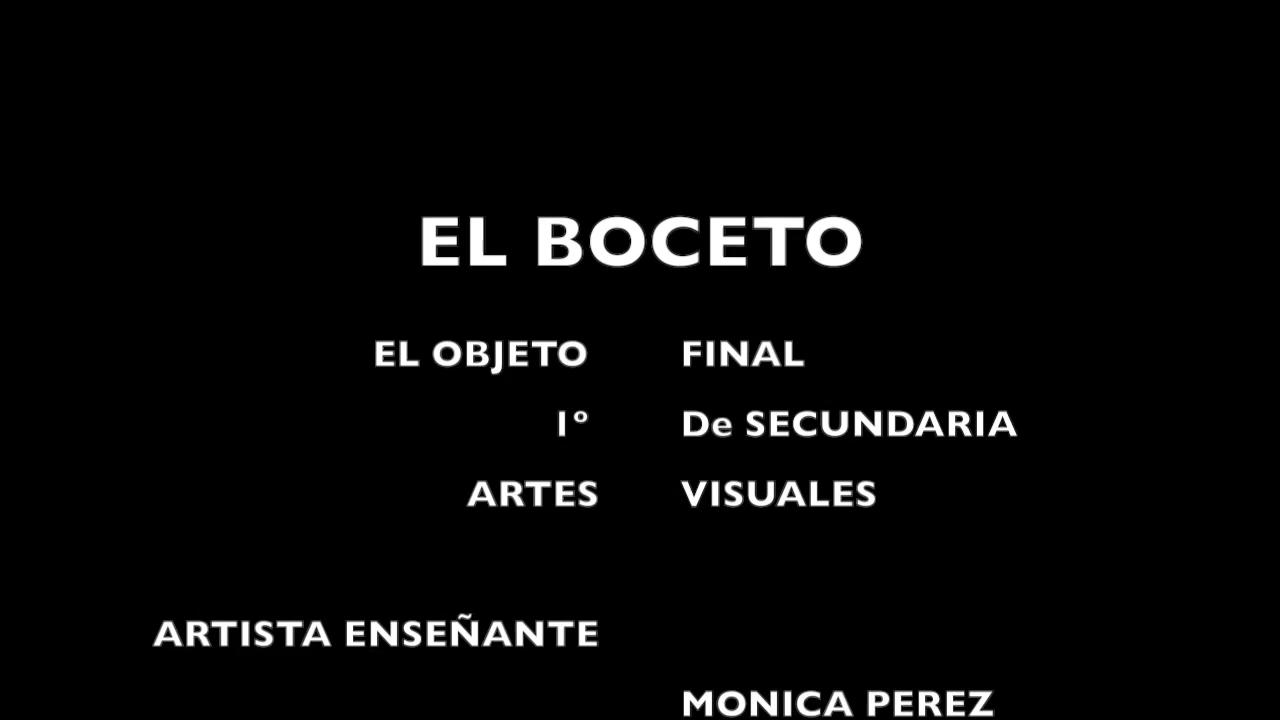 EL BOCETO
EL OBJETO FINAL
1º De SECUNDARIA
ARTES VISUALES
ARTISTA ENSEÑANTE
MONICA PEREZ